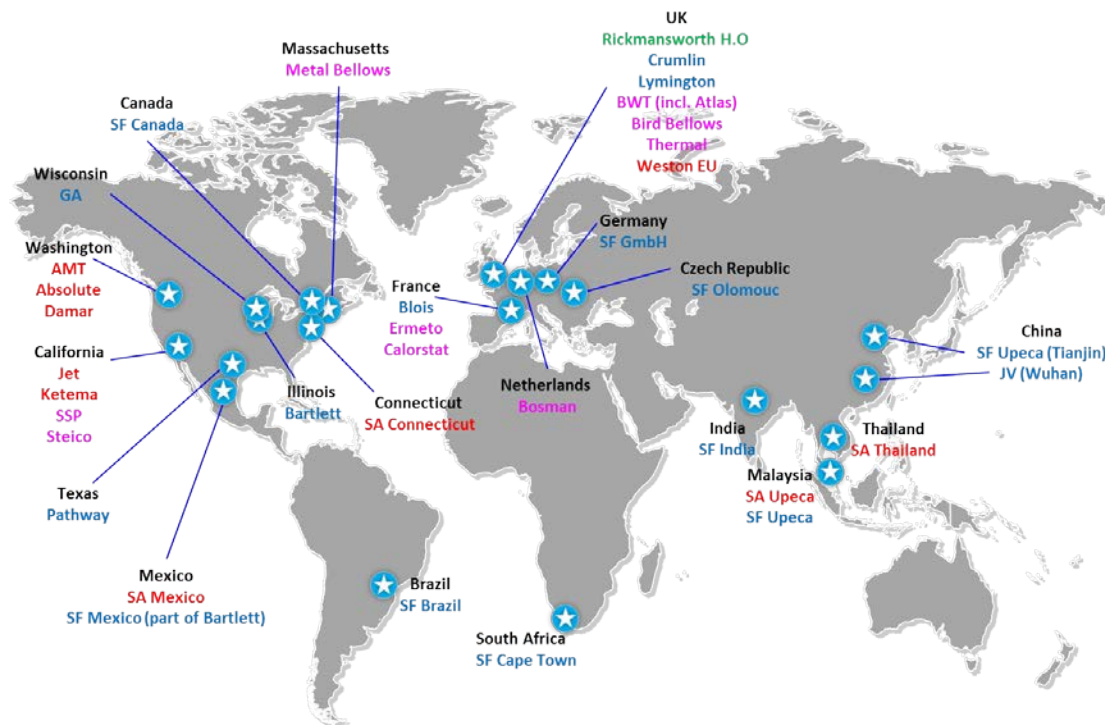 UK
Rickmansworth H.O
Crumlin
Lymington
BWT (incl. Atlas)
Bird Bellows
Thermal
Weston EU
Massachusetts
Metal Bellows
Canada
SF Canada
Wisconsin
GA
Washington
AMT
Absolute
Damar
California
Jet
Ketema
SSP
Steico
Texas
Pathway
Mexico
SA Mexico
SF Mexico (part of Bartlett)
Illinois
Bartlett
Connecticut
SA Connecticut
France
Blois
Ermeto
Calorstat
Netherlands
Bosman
Germany
SF GmbH
Czech Republic
SF Olomouc
China
SF Upeca (Tianjin)
JV (Wuhan)
India
SF India
Thailand
SA Thailand
Malaysia
SA Upeca
SF Upeca
Brazil
SF Brazil
South Africa
SF Cape Town